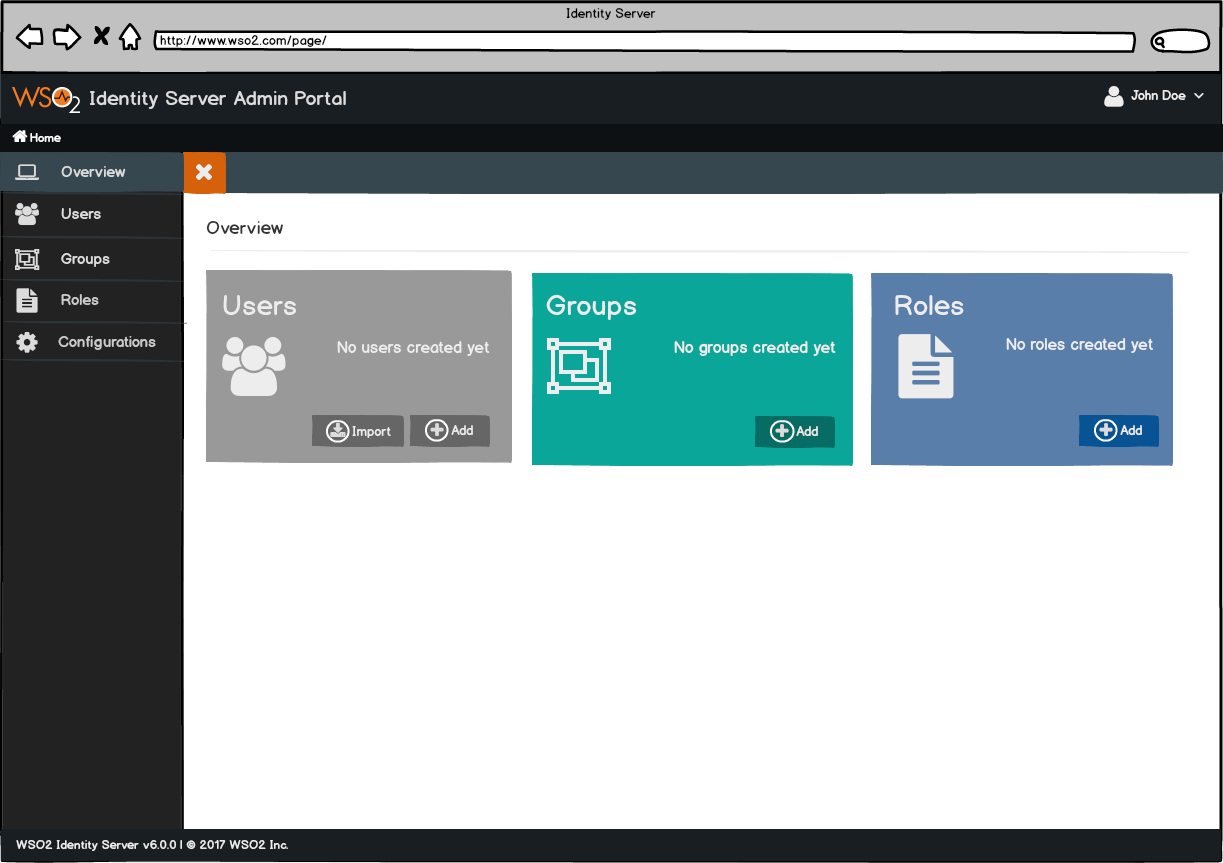 Identity Server
http://www.wso2.com/page/
WSO2 Identity Server Admin Portal
John Doe
Home
Overview
Users
Groups
Roles
Configurations
Overview
Users
No users created yet
Import
Add
Groups
No groups created yet
Add
Roles
No roles created yet
Add
WSO2 Identity Server v6.0.0 | © 2017 WSO2 Inc.